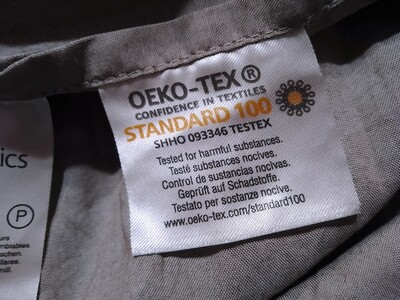 OEKO-TEX®
CONFIDENCE IN TEXTILES
STANDARD 100
SHHO 093346 TESTEX
Tested for harmful substances.
Testé substances nocives.
Control de sustancias nocivas.
Geprüft auf Schadstoffe.
Testato per sostanze nocive.
www.oeko-tex.com/standard100
ics
P